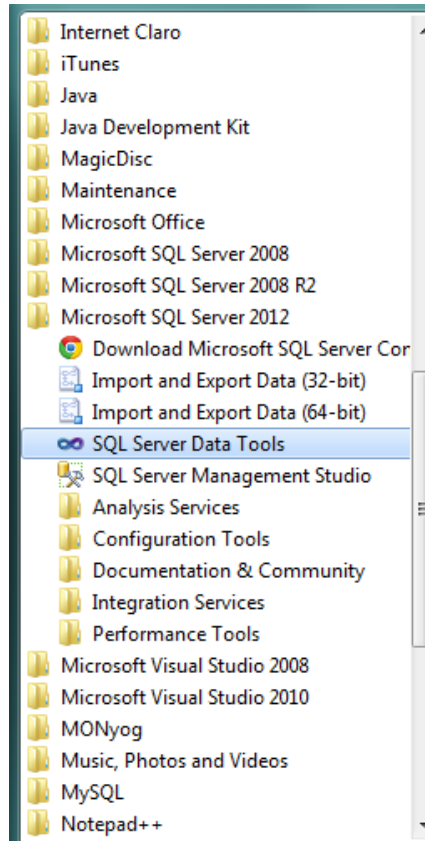 Internet Claro
iTunes
Java
Java Development Kit
MagicDisc
Maintenance
Microsoft Office
Microsoft SQL Server 2008
Microsoft SQL Server 2008 R2
Microsoft SQL Server 2012
Download Microsoft SQL Server Cor
Import and Export Data (32-bit)
Import and Export Data (64-bit)
SQL Server Data Tools
SQL Server Management Studio
Analysis Services
Configuration Tools
Documentation & Community
Integration Services
Performance Tools
Microsoft Visual Studio 2008
Microsoft Visual Studio 2010
MONyog
Music, Photos and Videos
MySQL
Notepad++